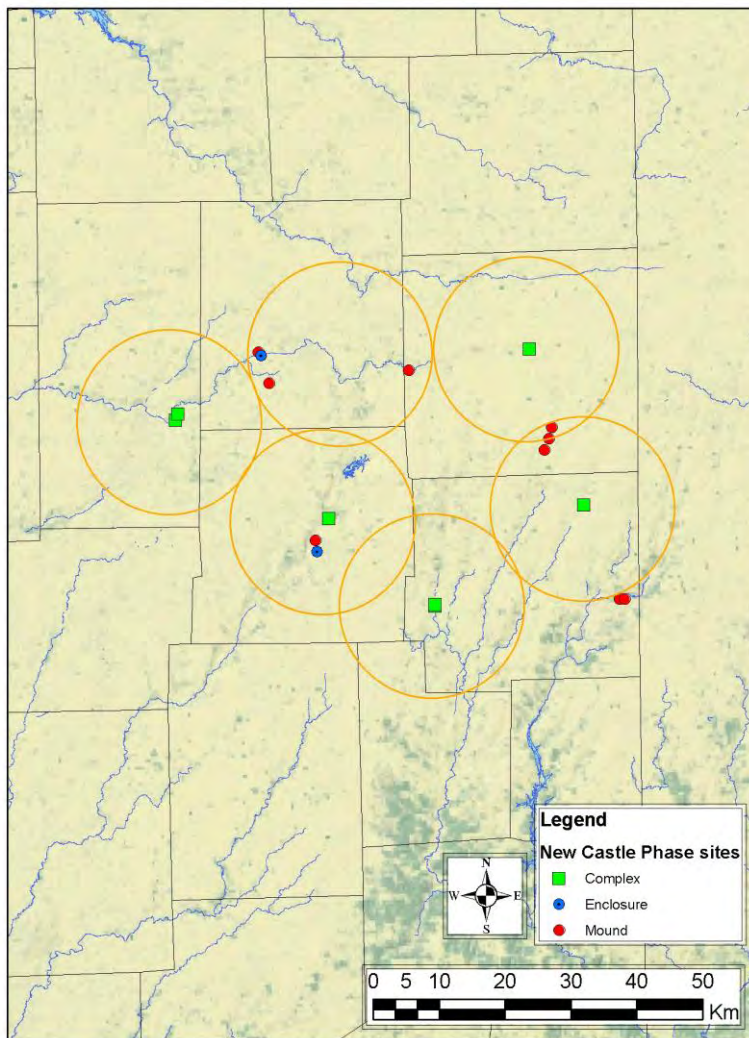 Legend
New Castle Phase sites
Complex
Enclosure
Mound
N
W E
S
0 5 10 20 30 40 50
Km